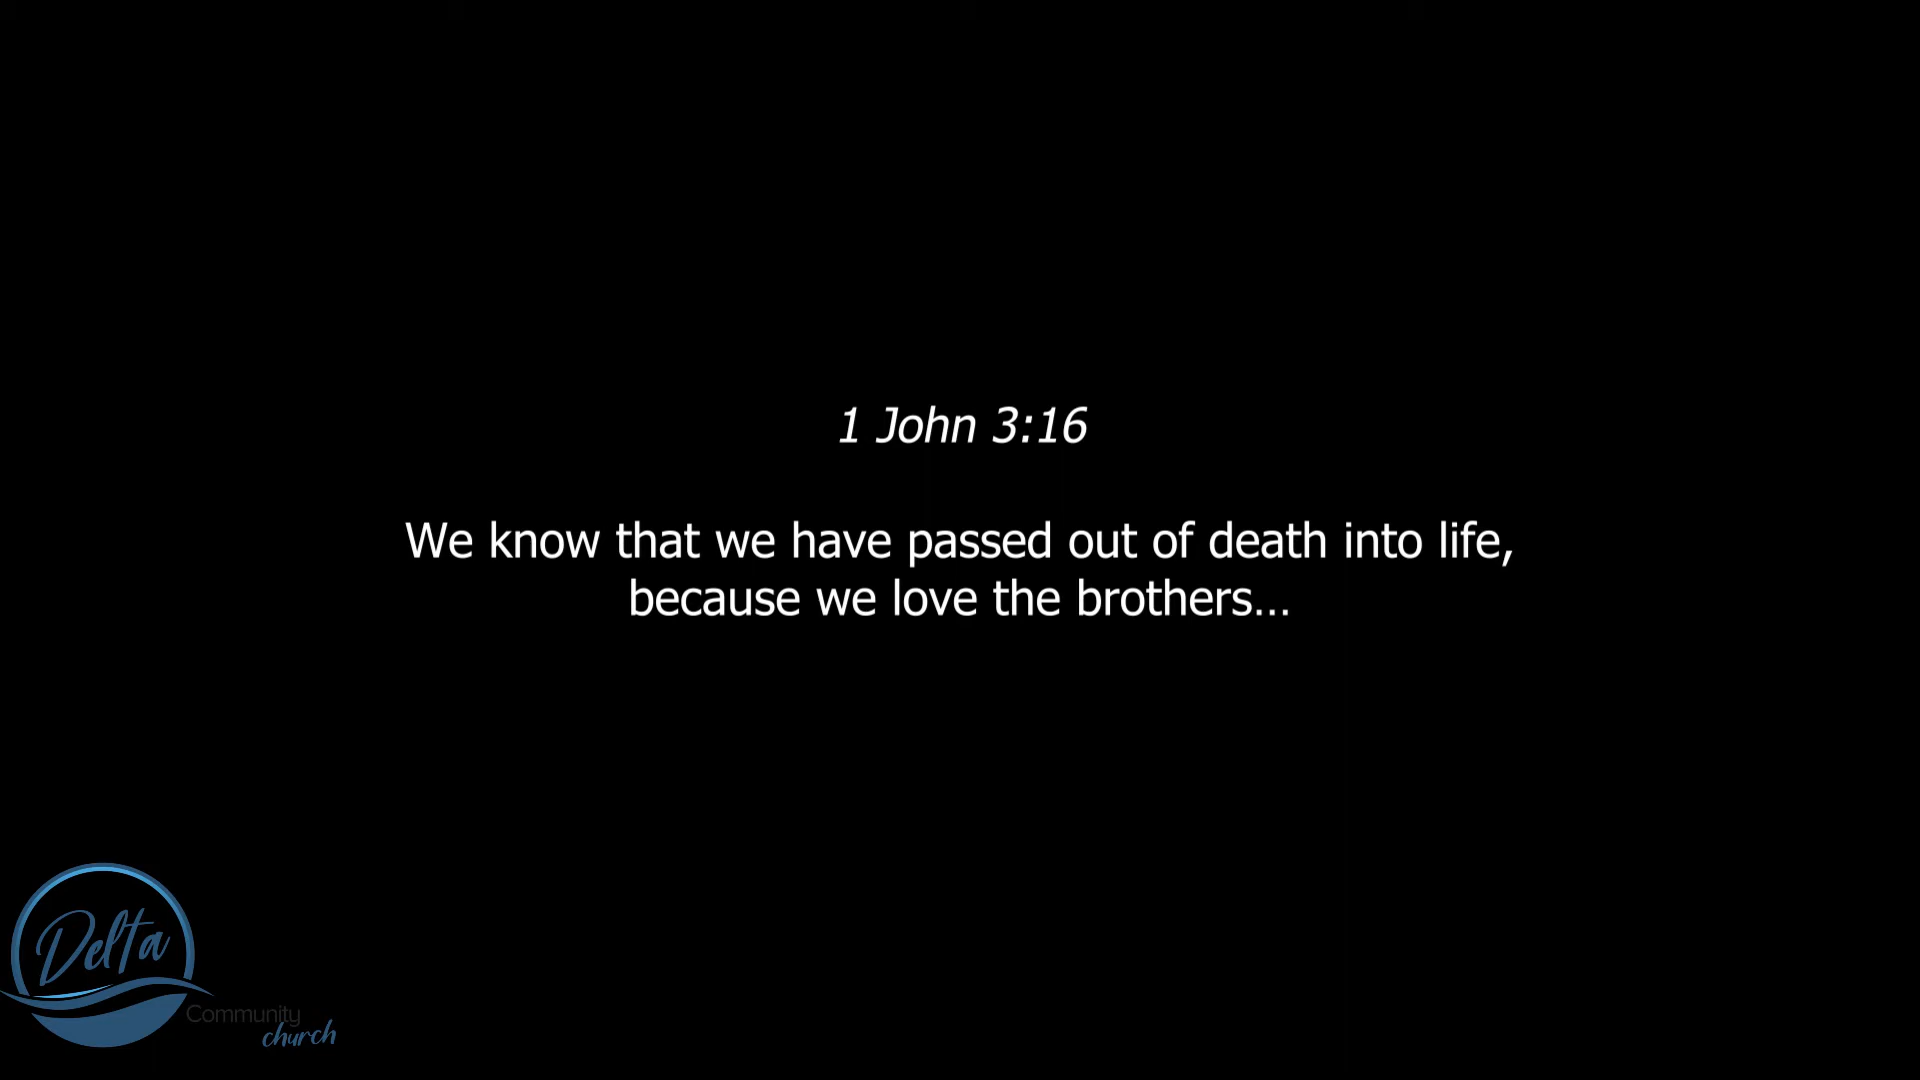 1 John 3:16
We know that we have passed out of death into life,
because we love the brothers...
Delta
Community
church